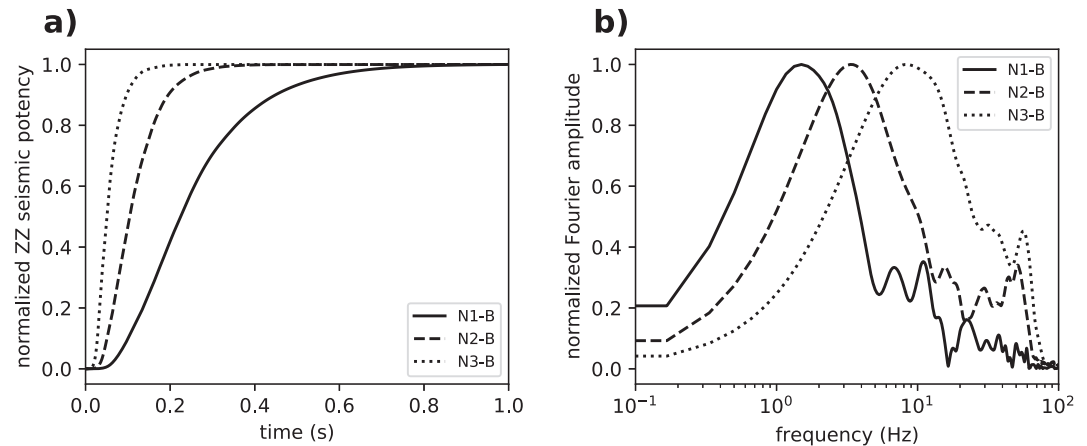 a)
normalized ZZ seismic potency
1.0
0.8
0.6
0.4
0.2
0.0
N1-B
N2-B
N3-B
0.0 0.2 0.4 0.6 0.8 1.0
time (s)
b)
normalized Fourier amplitude
1.0
0.8
0.6
0.4
0.2
0.0
N1-B
N2-B
N3-B
10⁻¹ 10⁰ 10¹ 10²
frequency (Hz)